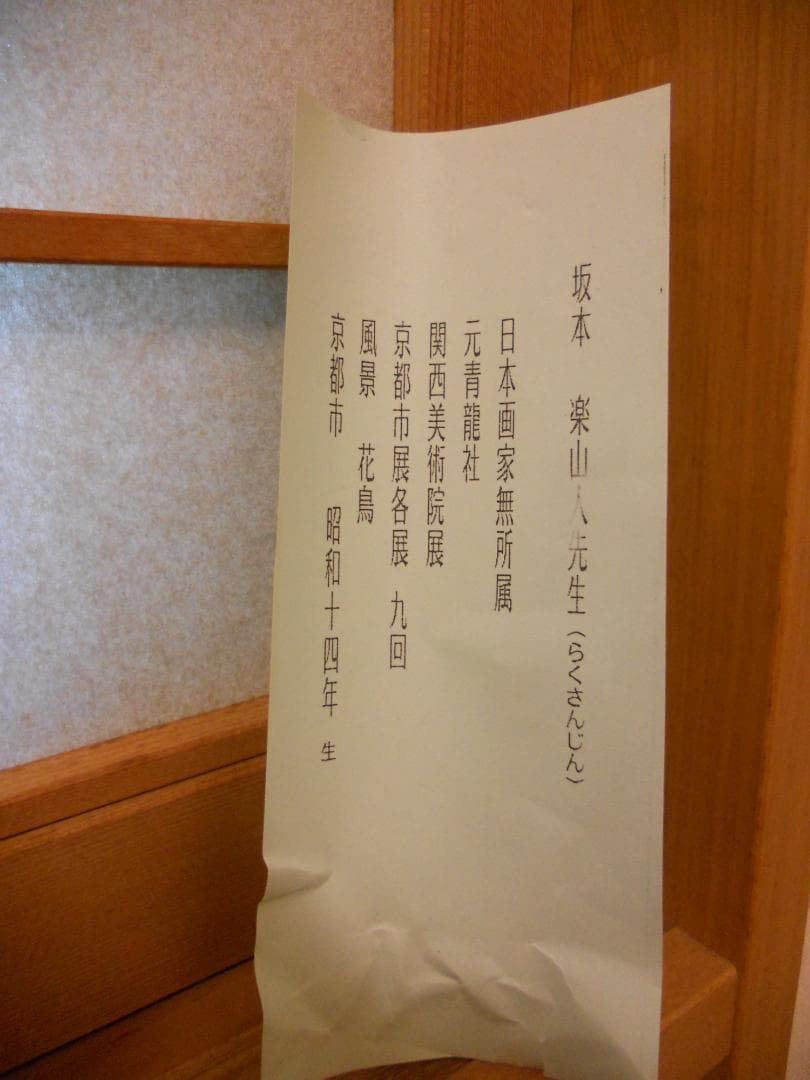 坂本 楽山人先生(らくさんじん)
日本画家無所属
元青龍社
関西美術院展
京都市展各展 九回
風景 花鳥
京都市 昭和十四年 生